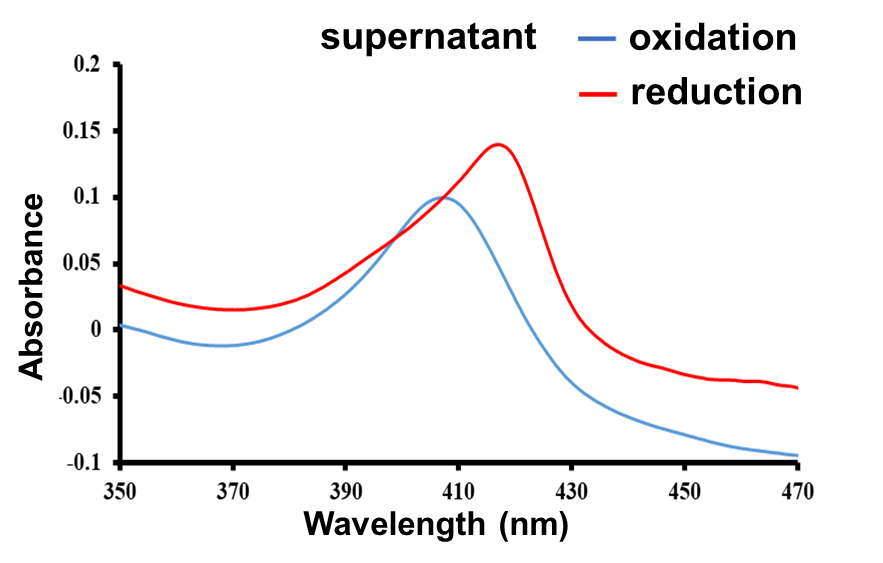 supernatant
oxidation
reduction
Absorbance
0.2
0.15
0.1
0.05
0
-0.05
-0.1
350 370 390 410 430 450 470
Wavelength (nm)